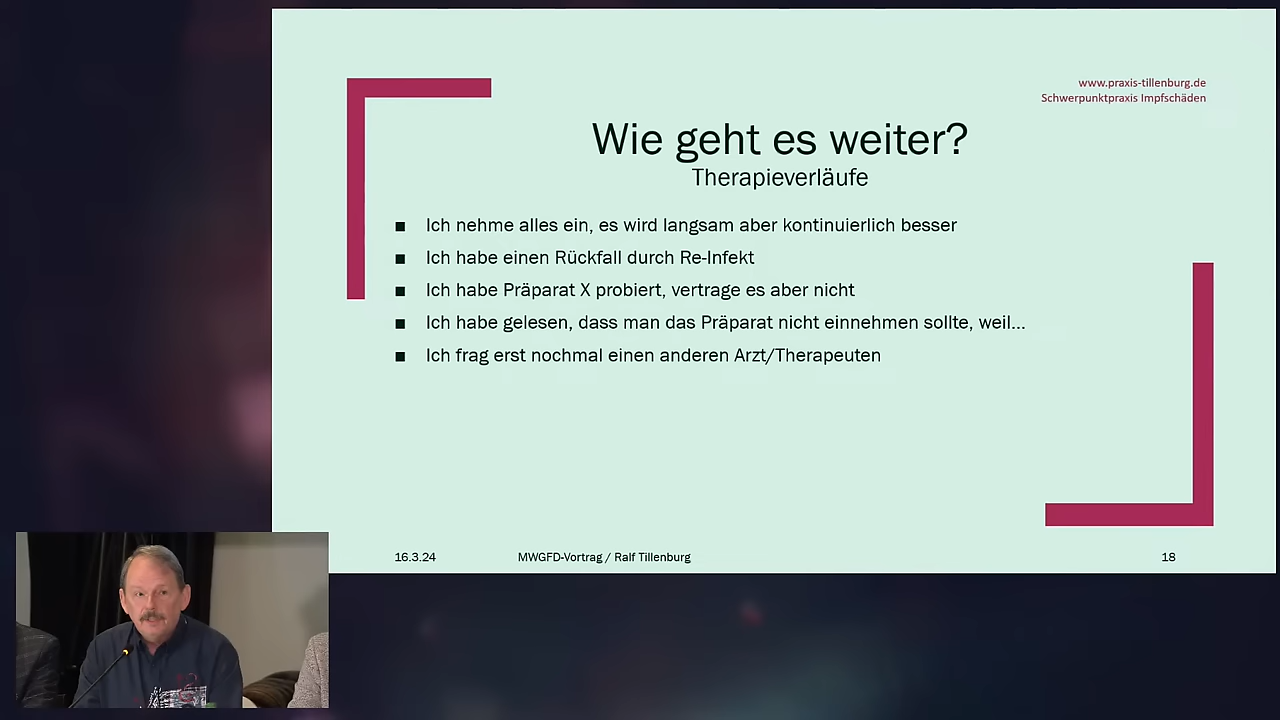 www.praxis-tillenburg.de
Schwerpunktpraxis Impfschäden
Wie geht es weiter?
Therapieverläufe
Ich nehme alles ein, es wird langsam aber kontinuierlich besser
Ich habe einen Rückfall durch Re-Infekt
Ich habe Präparat X probiert, vertrage es aber nicht
Ich habe gelesen, dass man das Präparat nicht einnehmen sollte, weil...
Ich frag erst nochmal einen anderen Arzt/Therapeuten
16.3.24 MWGFD-Vortrag / Ralf Tillenburg 18